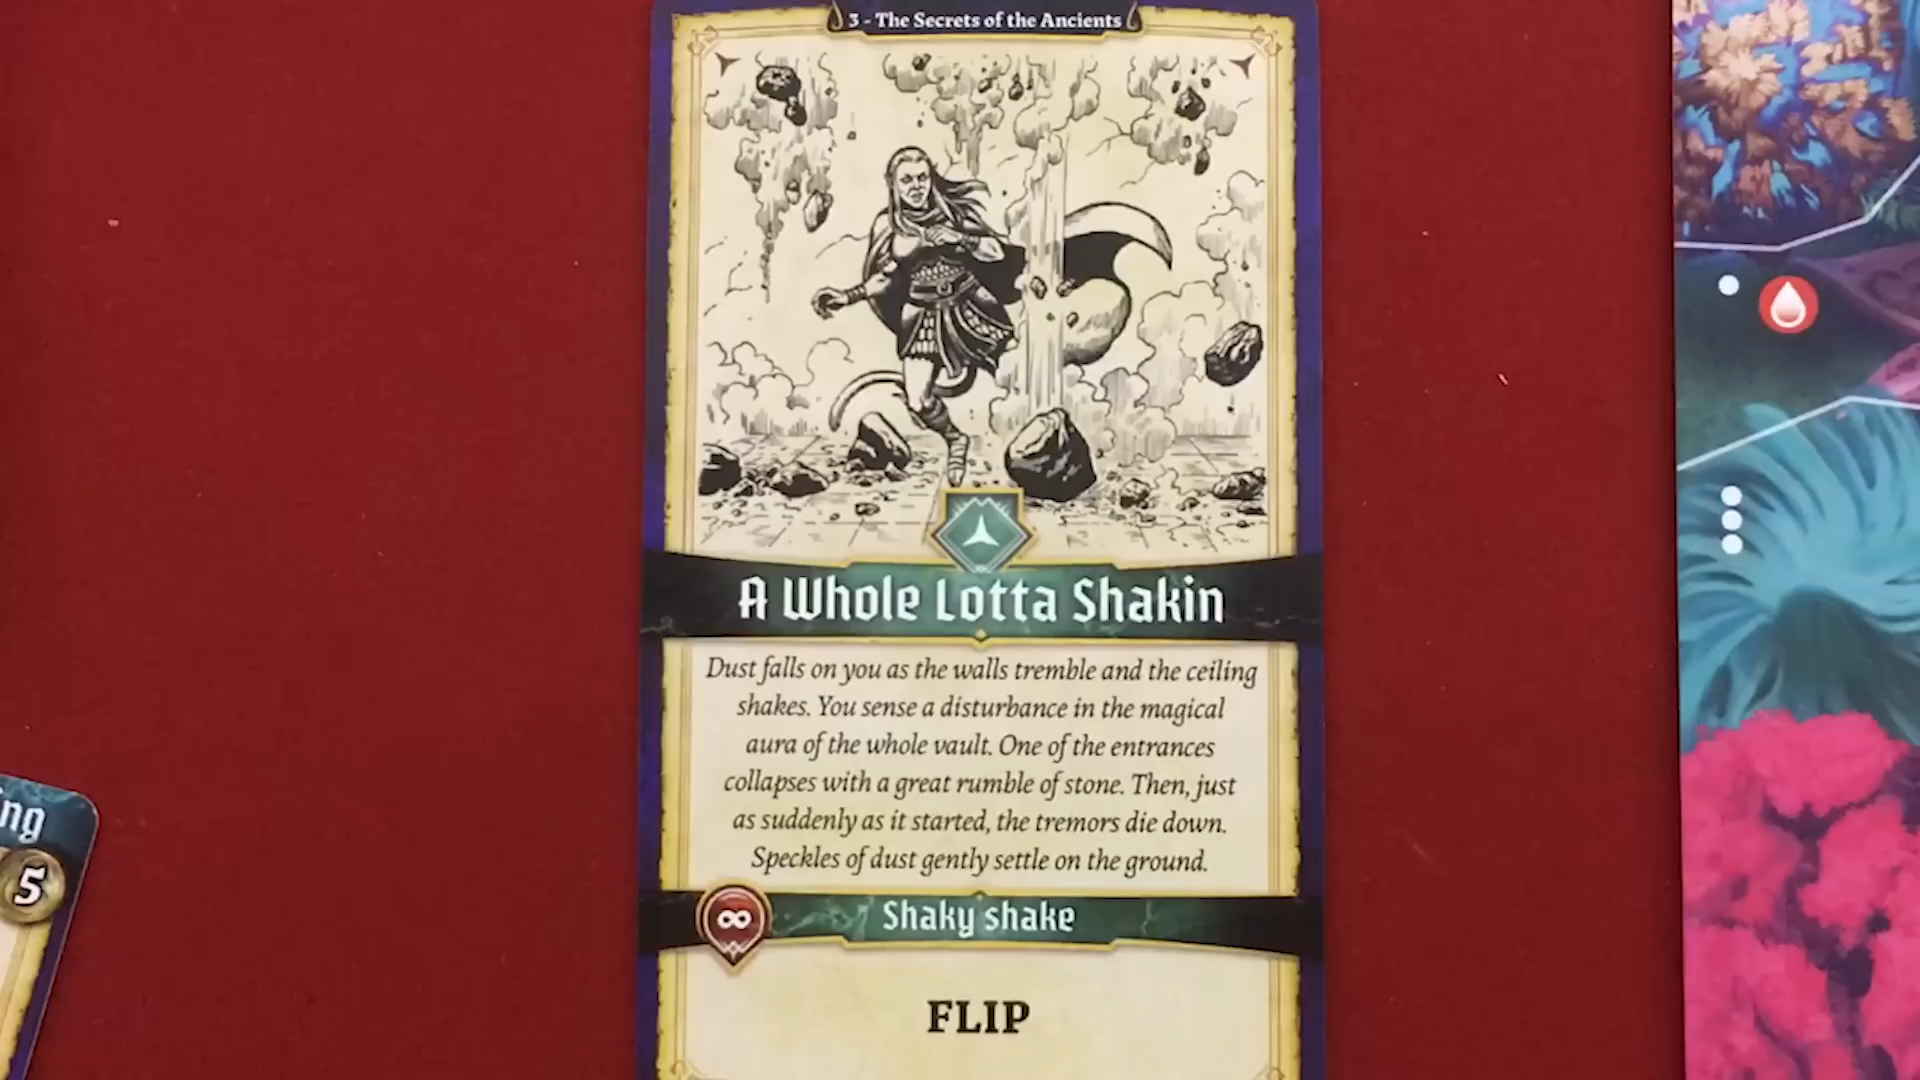 3 - The Secrets of the Ancients
A Whole Lotta Shakin
Dust falls on you as the walls tremble and the ceiling
shakes. You sense a disturbance in the magical
aura of the whole vault. One of the entrances
collapses with a great rumble of stone. Then, just
as suddenly as it started, the tremors die down.
Speckles of dust gently settle on the ground.
∞
Shaky shake
FLIP
ng
5